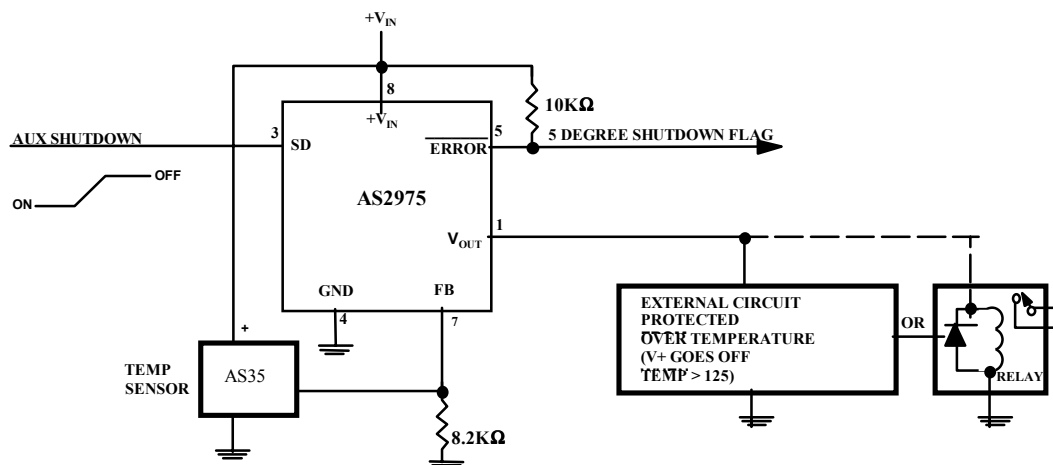 +VIN
8
+VIN
10KΩ
AUX SHUTDOWN
3
SD
5
ERROR
5 DEGREE SHUTDOWN FLAG
ON
OFF
AS2975
1
VOUT
GND
4
FB
7
+
TEMP
SENSOR
AS35
8.2KΩ
EXTERNAL CIRCUIT
PROTECTED
OVER TEMPERATURE
(V+ GOES OFF
TEMP > 125)
OR
RELAY